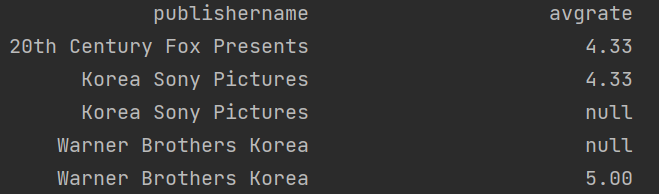 publishername avgrate
20th Century Fox Presents 4.33
Korea Sony Pictures 4.33
Korea Sony Pictures null
Warner Brothers Korea null
Warner Brothers Korea 5.00